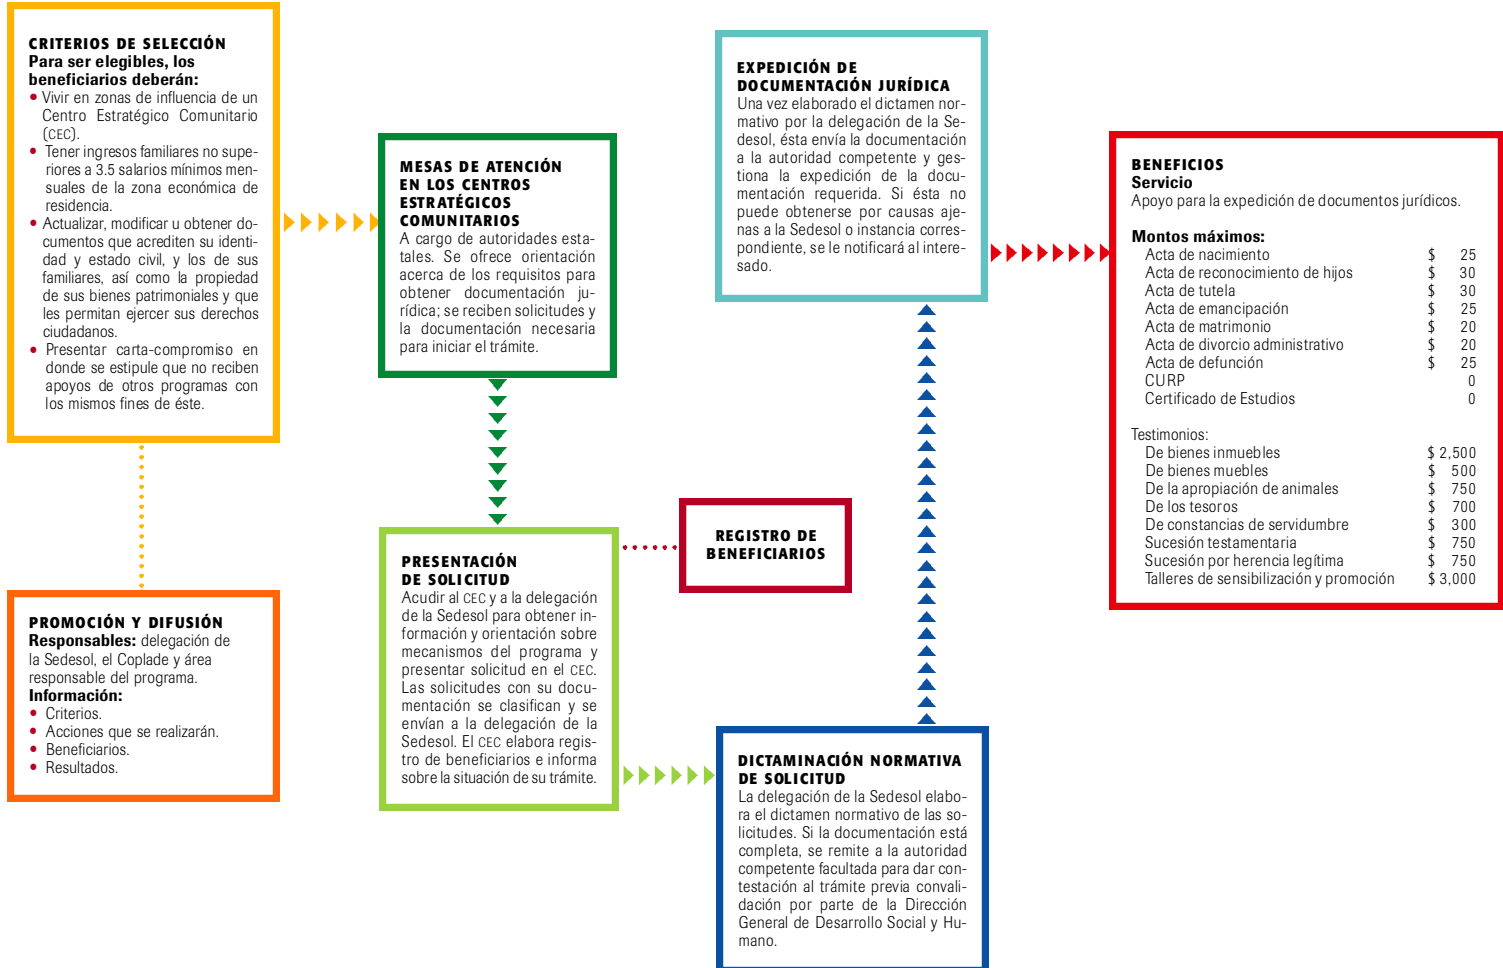 CRITERIOS DE SELECCIÓN
Para ser elegibles, los
beneficiarios deberán:
• Vivir en zonas de influencia de un
Centro Estratégico Comunitario
(CEC).
• Tener ingresos familiares no supe-
riores a 3.5 salarios mínimos men-
suales de la zona económica de
residencia.
• Actualizar, modificar u obtener do-
cumentos que acrediten su identi-
dad y estado civil, y los de sus
familiares, así como la propiedad
de sus bienes patrimoniales y que
les permitan ejercer sus derechos
ciudadanos.
• Presentar carta-compromiso en
donde se estipule que no reciben
apoyos de otros programas con
los mismos fines de éste.
PROMOCIÓN Y DIFUSIÓN
Responsables: delegación de
la Sedesol, el Coplade y área
responsable del programa.
Información:
• Criterios.
• Acciones que se realizarán.
• Beneficiarios.
• Resultados.
MESAS DE ATENCIÓN
EN LOS CENTROS
ESTRATÉGICOS
COMUNITARIOS
A cargo de autoridades esta-
tales. Se ofrece orientación
acerca de los requisitos para
obtener documentación ju-
rídica; se reciben solicitudes y
la documentación necesaria
para iniciar el trámite.
PRESENTACIÓN
DE SOLICITUD
Acudir al CEC y a la delegación
de la Sedesol para obtener in-
formación y orientación sobre
mecanismos del programa y
presentar solicitud en el CEC.
Las solicitudes con su docu-
mentación se clasifican y se
envían a la delegación de la
Sedesol. El CEC elabora regis-
tro de beneficiarios e informa
sobre la situación de su trámite.
REGISTRO DE
BENEFICIARIOS
DICTAMINACIÓN NORMATIVA
DE SOLICITUD
La delegación de la Sedesol elabo-
ra el dictamen normativo de las so-
licitudes. Si la documentación está
completa, se remite a la autoridad
competente facultada para dar con-
testación al trámite previa convali-
dación por parte de la Dirección
General de Desarrollo Social y Hu-
mano.
EXPEDICIÓN DE
DOCUMENTACIÓN JURÍDICA
Una vez elaborado el dictamen nor-
mativo por la delegación de la Se-
desol, ésta envía la documentación
a la autoridad competente y ges-
tiona la expedición de la docu-
mentación requerida. Si ésta no
puede obtenerse por causas aje-
nas a la Sedesol o instancia corres-
pondiente, se le notificará al intere-
sado.
BENEFICIOS
Servicio
Apoyo para la expedición de documentos jurídicos.
Montos máximos:
Acta de nacimiento $ 25
Acta de reconocimiento de hijos $ 30
Acta de tutela $ 30
Acta de emancipación $ 25
Acta de matrimonio $ 20
Acta de divorcio administrativo $ 20
Acta de defunción $ 25
CURP 0
Certificado de Estudios 0
Testimonios:
De bienes inmuebles $ 2,500
De bienes muebles $ 500
De la apropiación de animales $ 750
De los tesoros $ 700
De constancias de servidumbre $ 300
Sucesión testamentaria $ 750
Sucesión por herencia legítima $ 750
Talleres de sensibilización y promoción $ 3,000